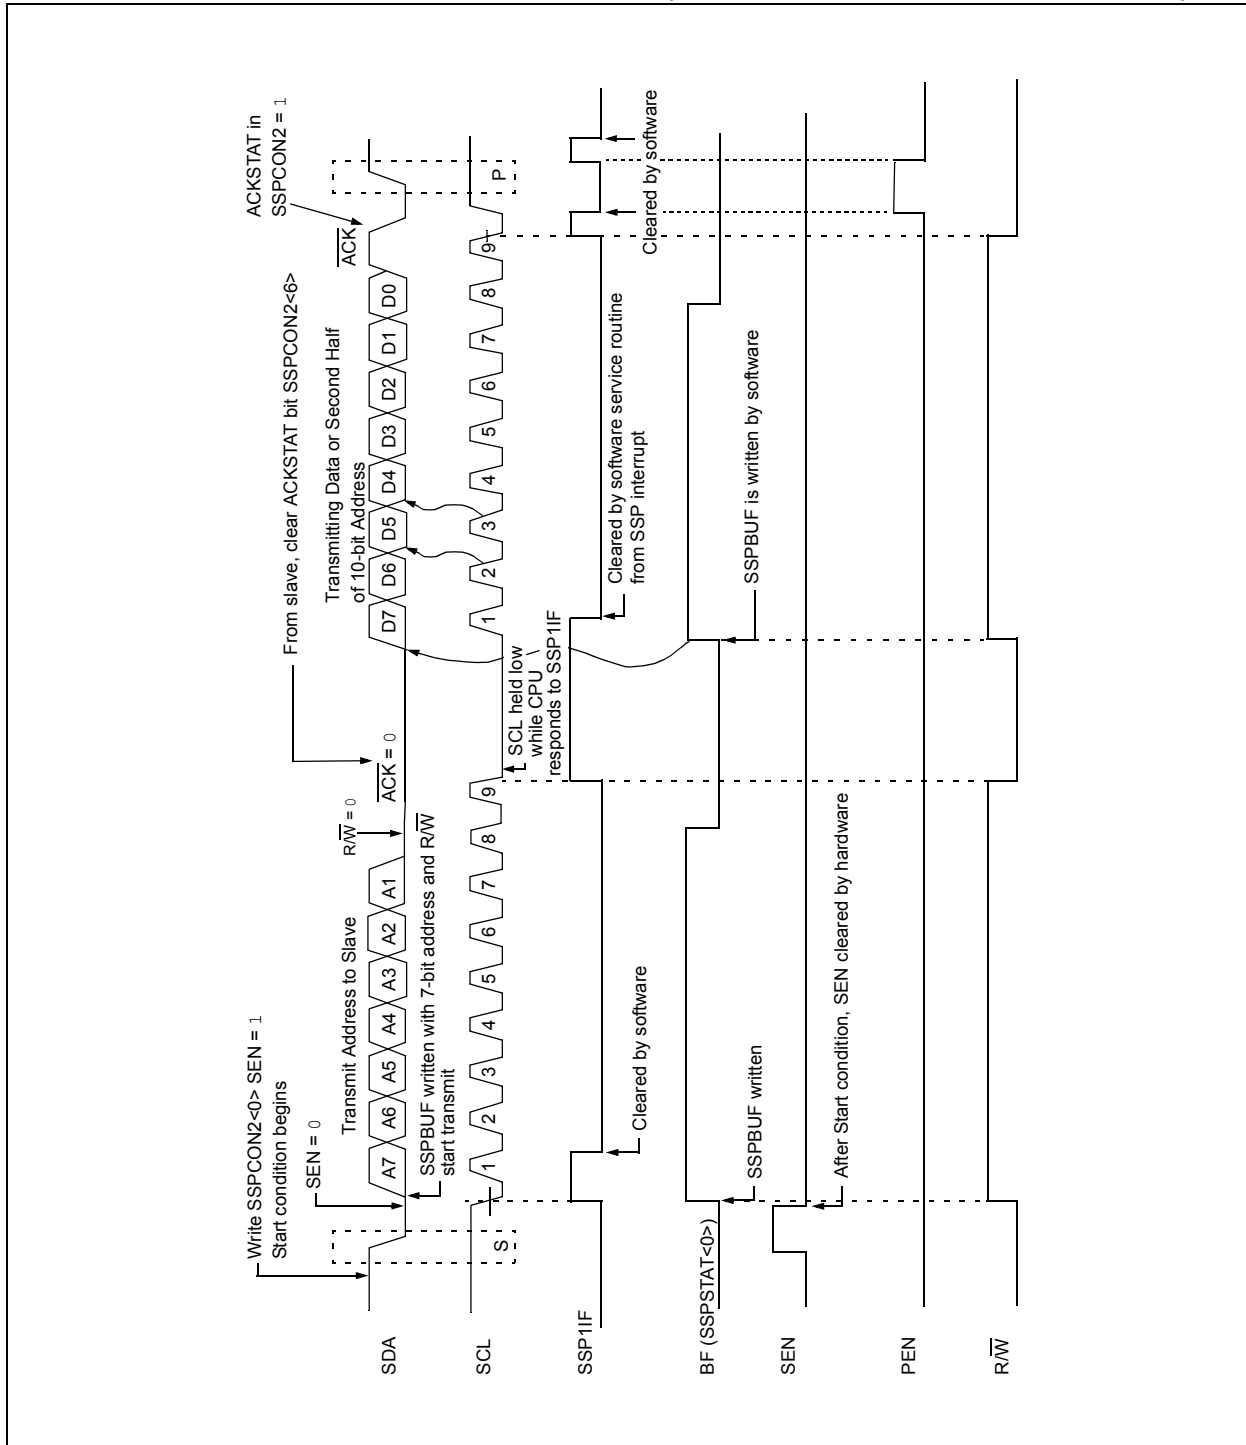 Write SSPCON2<0> SEN = 1
Start condition begins
SEN = 0
Transmit Address to Slave
R/W = 0
From slave, clear ACKSTAT bit SSPCON2<6>
ACK = 0
Transmitting Data or Second Half
of 10-bit Address
ACK
ACKSTAT in
SSPCON2 = 1
SDA
A7 A6 A5 A4 A3 A2 A1
D7 D6 D5 D4 D3 D2 D1 D0
SSPBUF written with 7-bit address and R/W
start transmit
SCL
S
1 2 3 4 5 6 7 8 9
1 2 3 4 5 6 7 8 9
P
SCL held low
while CPU
responds to SSP1IF
SSP1IF
Cleared by software
Cleared by software service routine
from SSP interrupt
Cleared by software
Cleared by software
BF (SSPSTAT<0>)
SSPBUF written
SSPBUF is written by software
SEN
After Start condition, SEN cleared by hardware
PEN
R/W